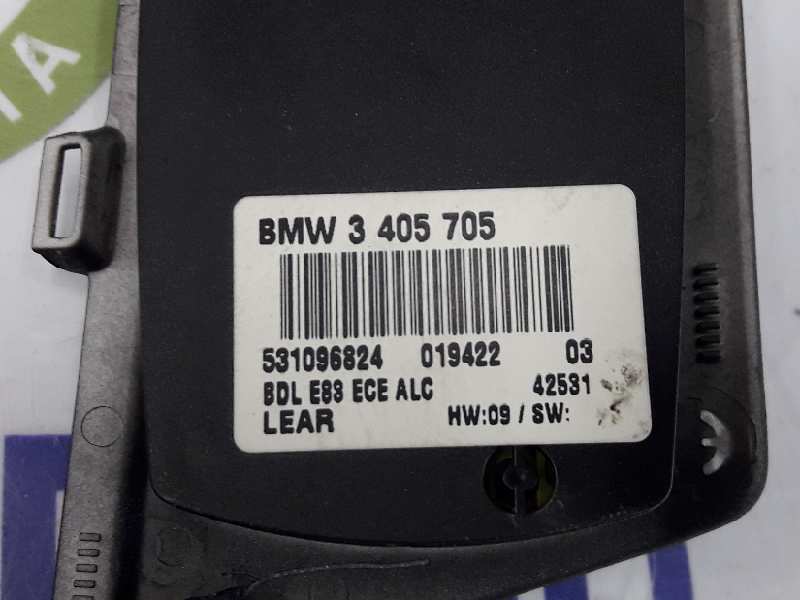 BMW 3 405 705
531096824 019422 03
BDL E83 ECE ALC 42531
LEAR HW:09 / SW: